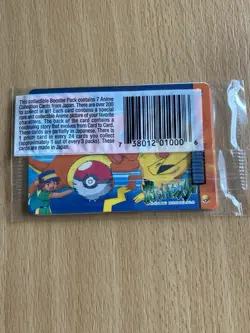 This collectible Booster Pack contains 7 Anime
Collection Cards from Japan. There are over 200
to collect in all! Each card contains a special
rare and collectible Anime picture of your favorite
characters. The back of the card contains a
continuing story that evolves from Card to Card.
These cards are partially in Japanese. There is
1 prism card in every 24 cards you collect
(approximately 1 out of every 3 packs). These
cards are made in Japan.
7 38012 01000 6